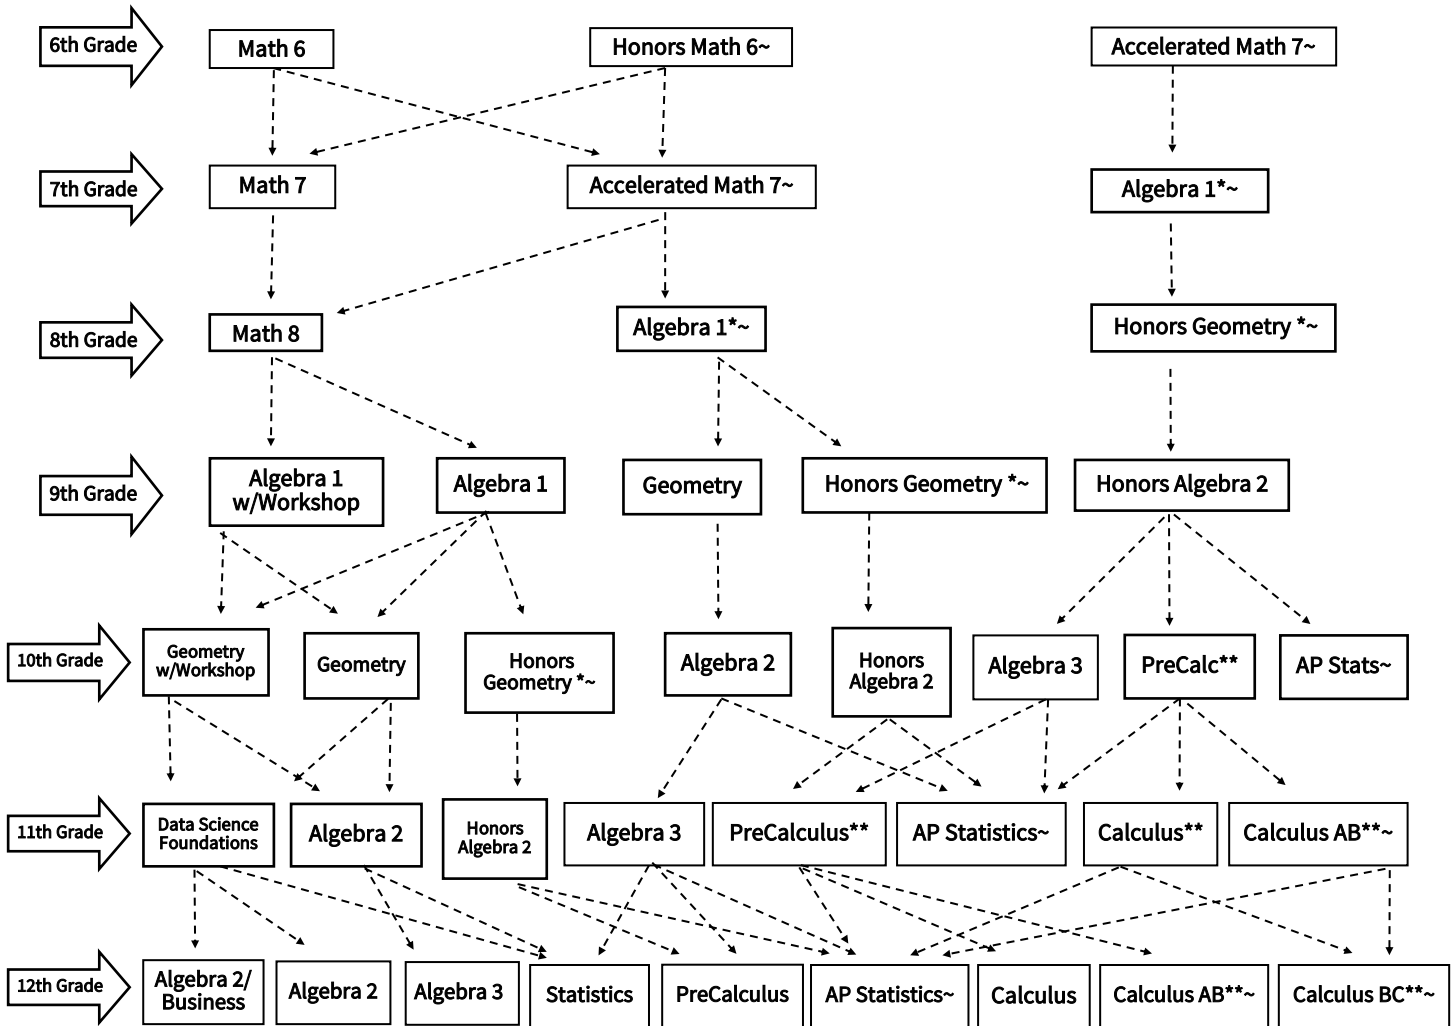 6th Grade
Math 6
Honors Math 6~
Accelerated Math 7~
7th Grade
Math 7
Accelerated Math 7~
Algebra 1*~
8th Grade
Math 8
Algebra 1*~
Honors Geometry *~
9th Grade
Algebra 1
w/Workshop
Algebra 1
Geometry
Honors Geometry *~
Honors Algebra 2
10th Grade
Geometry
w/Workshop
Geometry
Honors
Geometry *~
Algebra 2
Honors
Algebra 2
Algebra 3
PreCalc**
AP Stats~
11th Grade
Data Science
Foundations
Algebra 2
Honors
Algebra 2
Algebra 3
PreCalculus**
AP Statistics~
Calculus**
Calculus AB**~
12th Grade
Algebra 2/
Business
Algebra 2
Algebra 3
Statistics
PreCalculus
AP Statistics~
Calculus
Calculus AB**~
Calculus BC**~